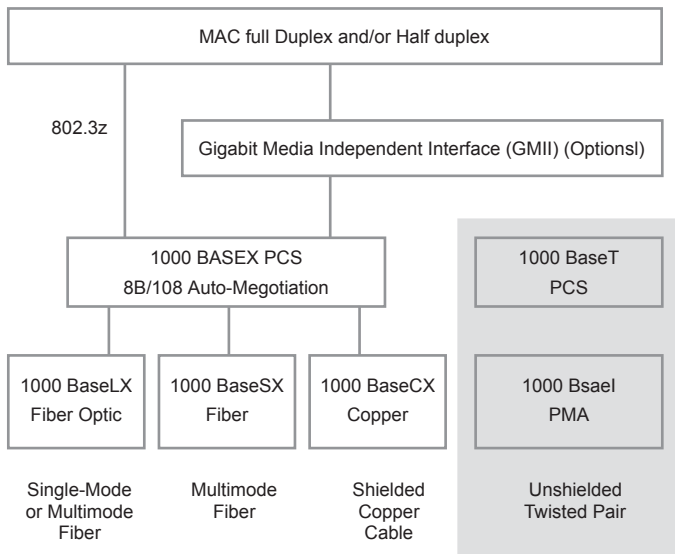 MAC full Duplex and/or Half duplex
802.3z
Gigabit Media Independent Interface (GMII) (Optionsl)
1000 BASEX PCS
8B/108 Auto-Megotiation
1000 BaseT
PCS
1000 BaseLX
Fiber Optic
1000 BaseSX
Fiber
1000 BaseCX
Copper
1000 Bsael
PMA
Single-Mode
or Multimode
Fiber
Multimode
Fiber
Shielded
Copper
Cable
Unshielded
Twisted Pair